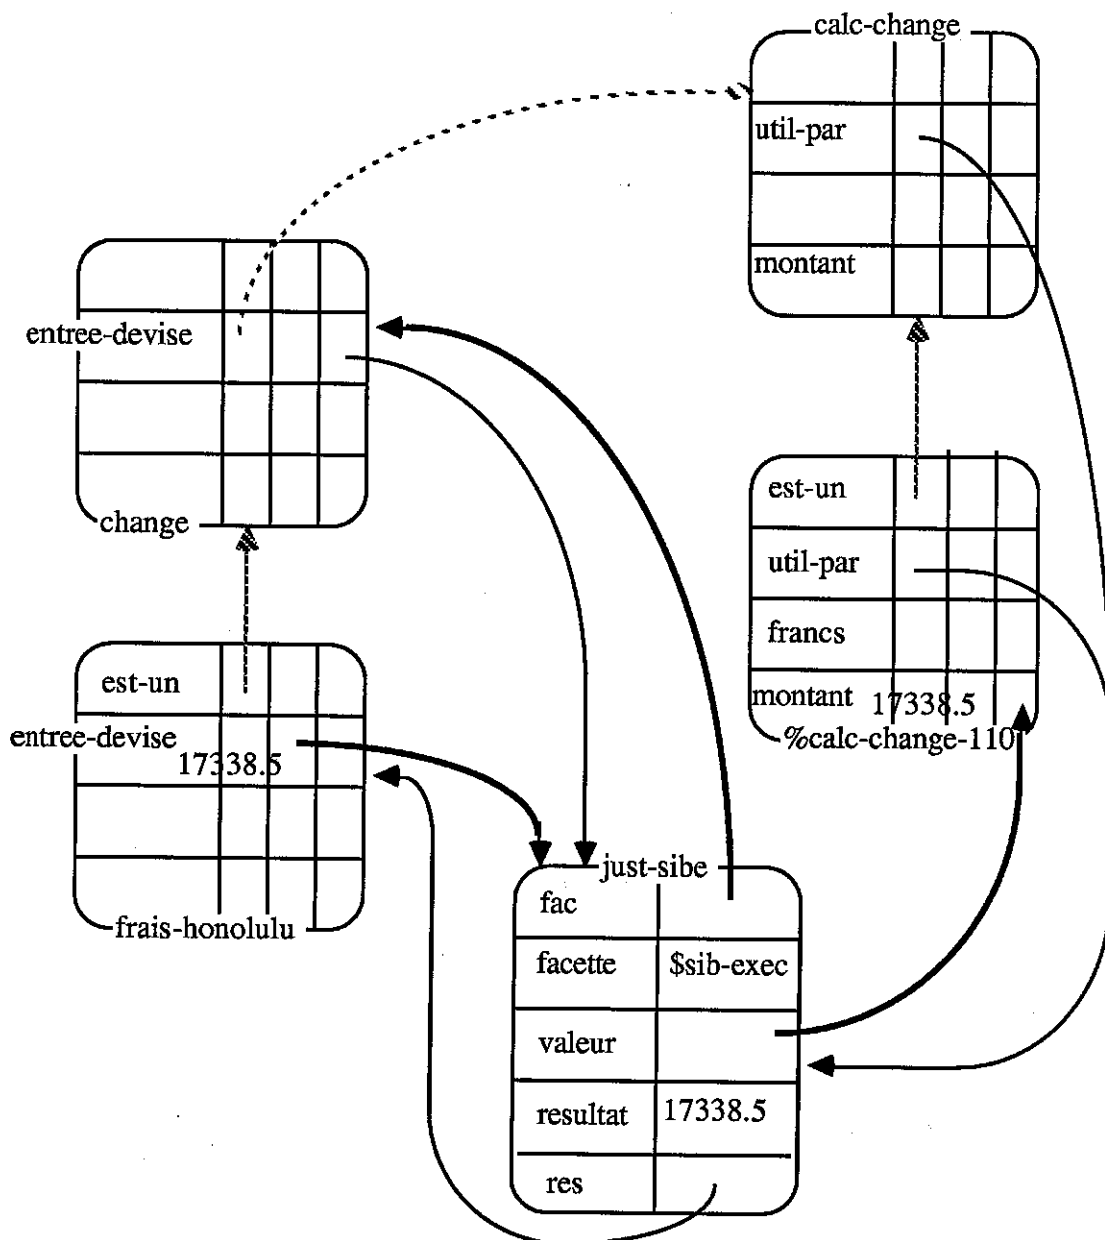 calc-change
util-par
montant
entree-devise
change
est-un
util-par
francs
montant 17338.5
%calc-change-110
est-un
entree-devise
17338.5
frais-honolulu
just-sibe
fac
facette $sib-exec
valeur
resultat 17338.5
res